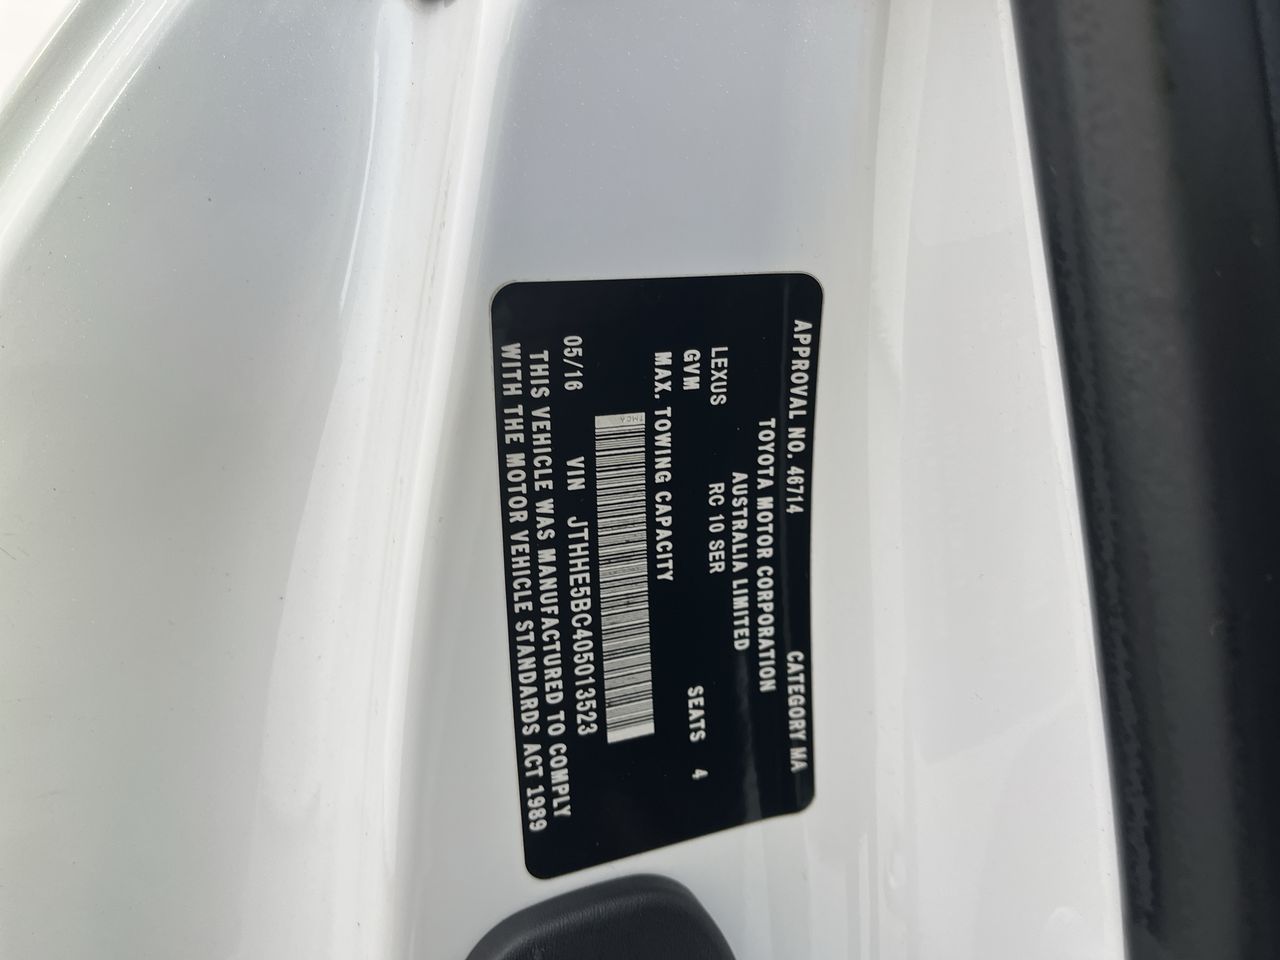 APPROVAL NO. 46714 CATEGORY MA
TOYOTA MOTOR CORPORATION
AUSTRALIA LIMITED
LEXUS RC 10 SER
GVM SEATS 4
MAX. TOWING CAPACITY
05/16 VIN JTHHE5BC405013523
THIS VEHICLE WAS MANUFACTURED TO COMPLY
WITH THE MOTOR VEHICLE STANDARDS ACT 1989